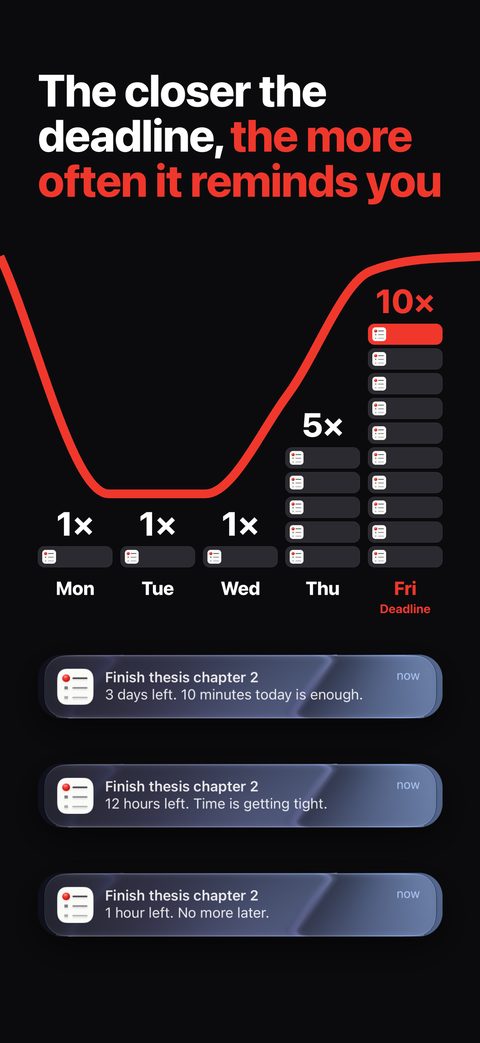 The closer the
deadline, the more
often it reminds you
10×
5×
1× 1× 1×
Mon Tue Wed Thu Fri
Deadline
Finish thesis chapter 2 now
3 days left. 10 minutes today is enough.
Finish thesis chapter 2 now
12 hours left. Time is getting tight.
Finish thesis chapter 2 now
1 hour left. No more later.